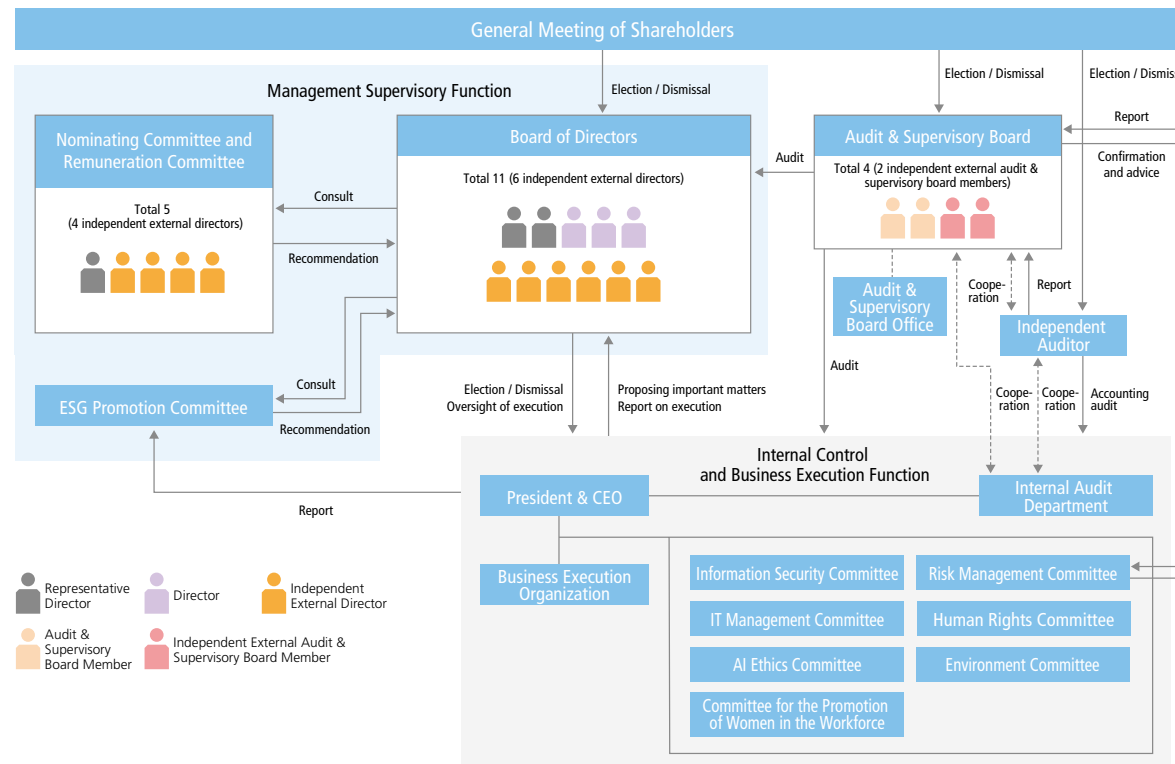 General Meeting of Shareholders
Election / Dismissal
Election / Dismissal
Election / Dismis
Management Supervisory Function
Nominating Committee and
Remuneration Committee
Total 5
(4 independent external directors)
Board of Directors
Total 11 (6 independent external directors)
Consult
Recommendation
Audit
Audit & Supervisory Board
Total 4 (2 independent external audit &
supervisory board members)
Report
Confirmation
and advice
Audit &
Supervisory
Board Office
Coope-
ration
Report
Independent
Auditor
ESG Promotion Committee
Consult
Recommendation
Election / Dismissal
Oversight of execution
Proposing important matters
Report on execution
Audit
Coope-
ration
Coope-
ration
Accounting
audit
Report
Internal Control
and Business Execution Function
President & CEO
Internal Audit
Department
Business Execution
Organization
Information Security Committee
Risk Management Committee
IT Management Committee
Human Rights Committee
AI Ethics Committee
Environment Committee
Committee for the Promotion
of Women in the Workforce
Representative
Director
Director
Independent
External Director
Audit &
Supervisory
Board Member
Independent External Audit &
Supervisory Board Member